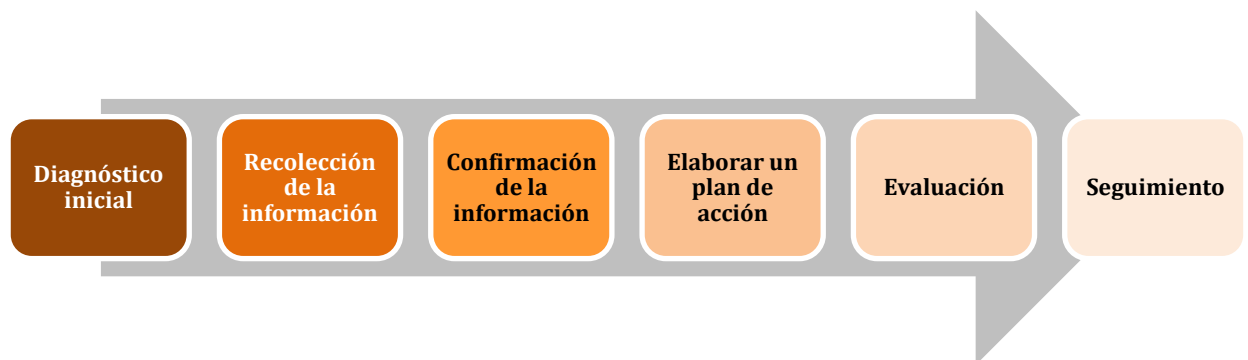 Diagnóstico
inicial
Recolección
de la
información
Confirmación
de la
información
Elaborar un
plan de
acción
Evaluación
Seguimiento